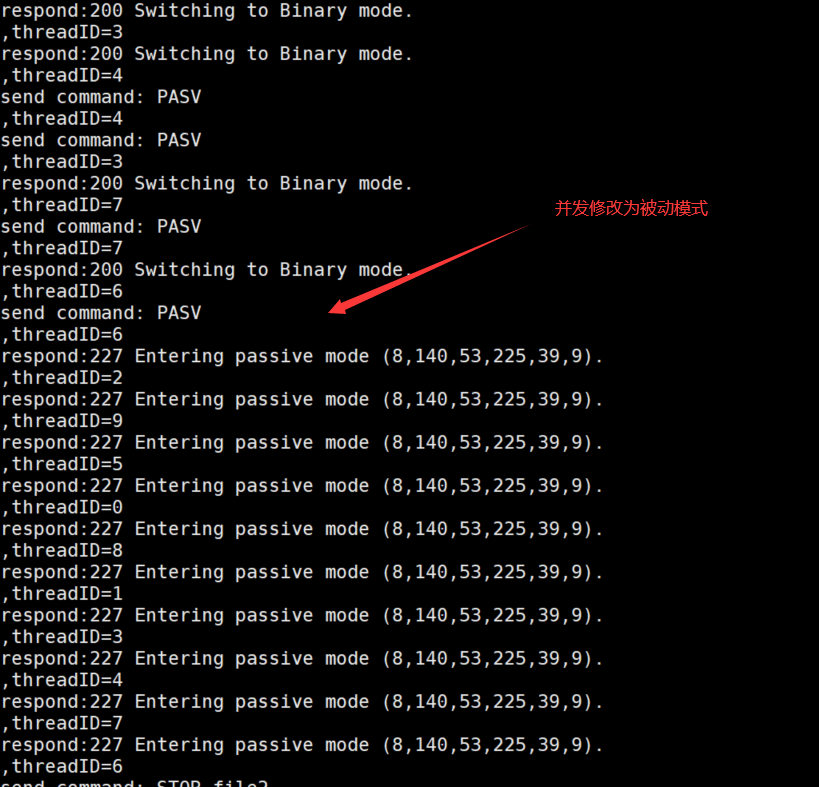 respond:200 Switching to Binary mode.
,threadID=3
respond:200 Switching to Binary mode.
,threadID=4
send command: PASV
,threadID=4
send command: PASV
,threadID=3
respond:200 Switching to Binary mode.
,threadID=7
并发修改为被动模式
send command: PASV
,threadID=7
respond:200 Switching to Binary mode.
,threadID=6
send command: PASV
,threadID=6
respond:227 Entering passive mode (8,140,53,225,39,9).
,threadID=2
respond:227 Entering passive mode (8,140,53,225,39,9).
,threadID=9
respond:227 Entering passive mode (8,140,53,225,39,9).
,threadID=5
respond:227 Entering passive mode (8,140,53,225,39,9).
,threadID=0
respond:227 Entering passive mode (8,140,53,225,39,9).
,threadID=8
respond:227 Entering passive mode (8,140,53,225,39,9).
,threadID=1
respond:227 Entering passive mode (8,140,53,225,39,9).
,threadID=3
respond:227 Entering passive mode (8,140,53,225,39,9).
,threadID=4
respond:227 Entering passive mode (8,140,53,225,39,9).
,threadID=7
respond:227 Entering passive mode (8,140,53,225,39,9).
,threadID=6
send command: STOR